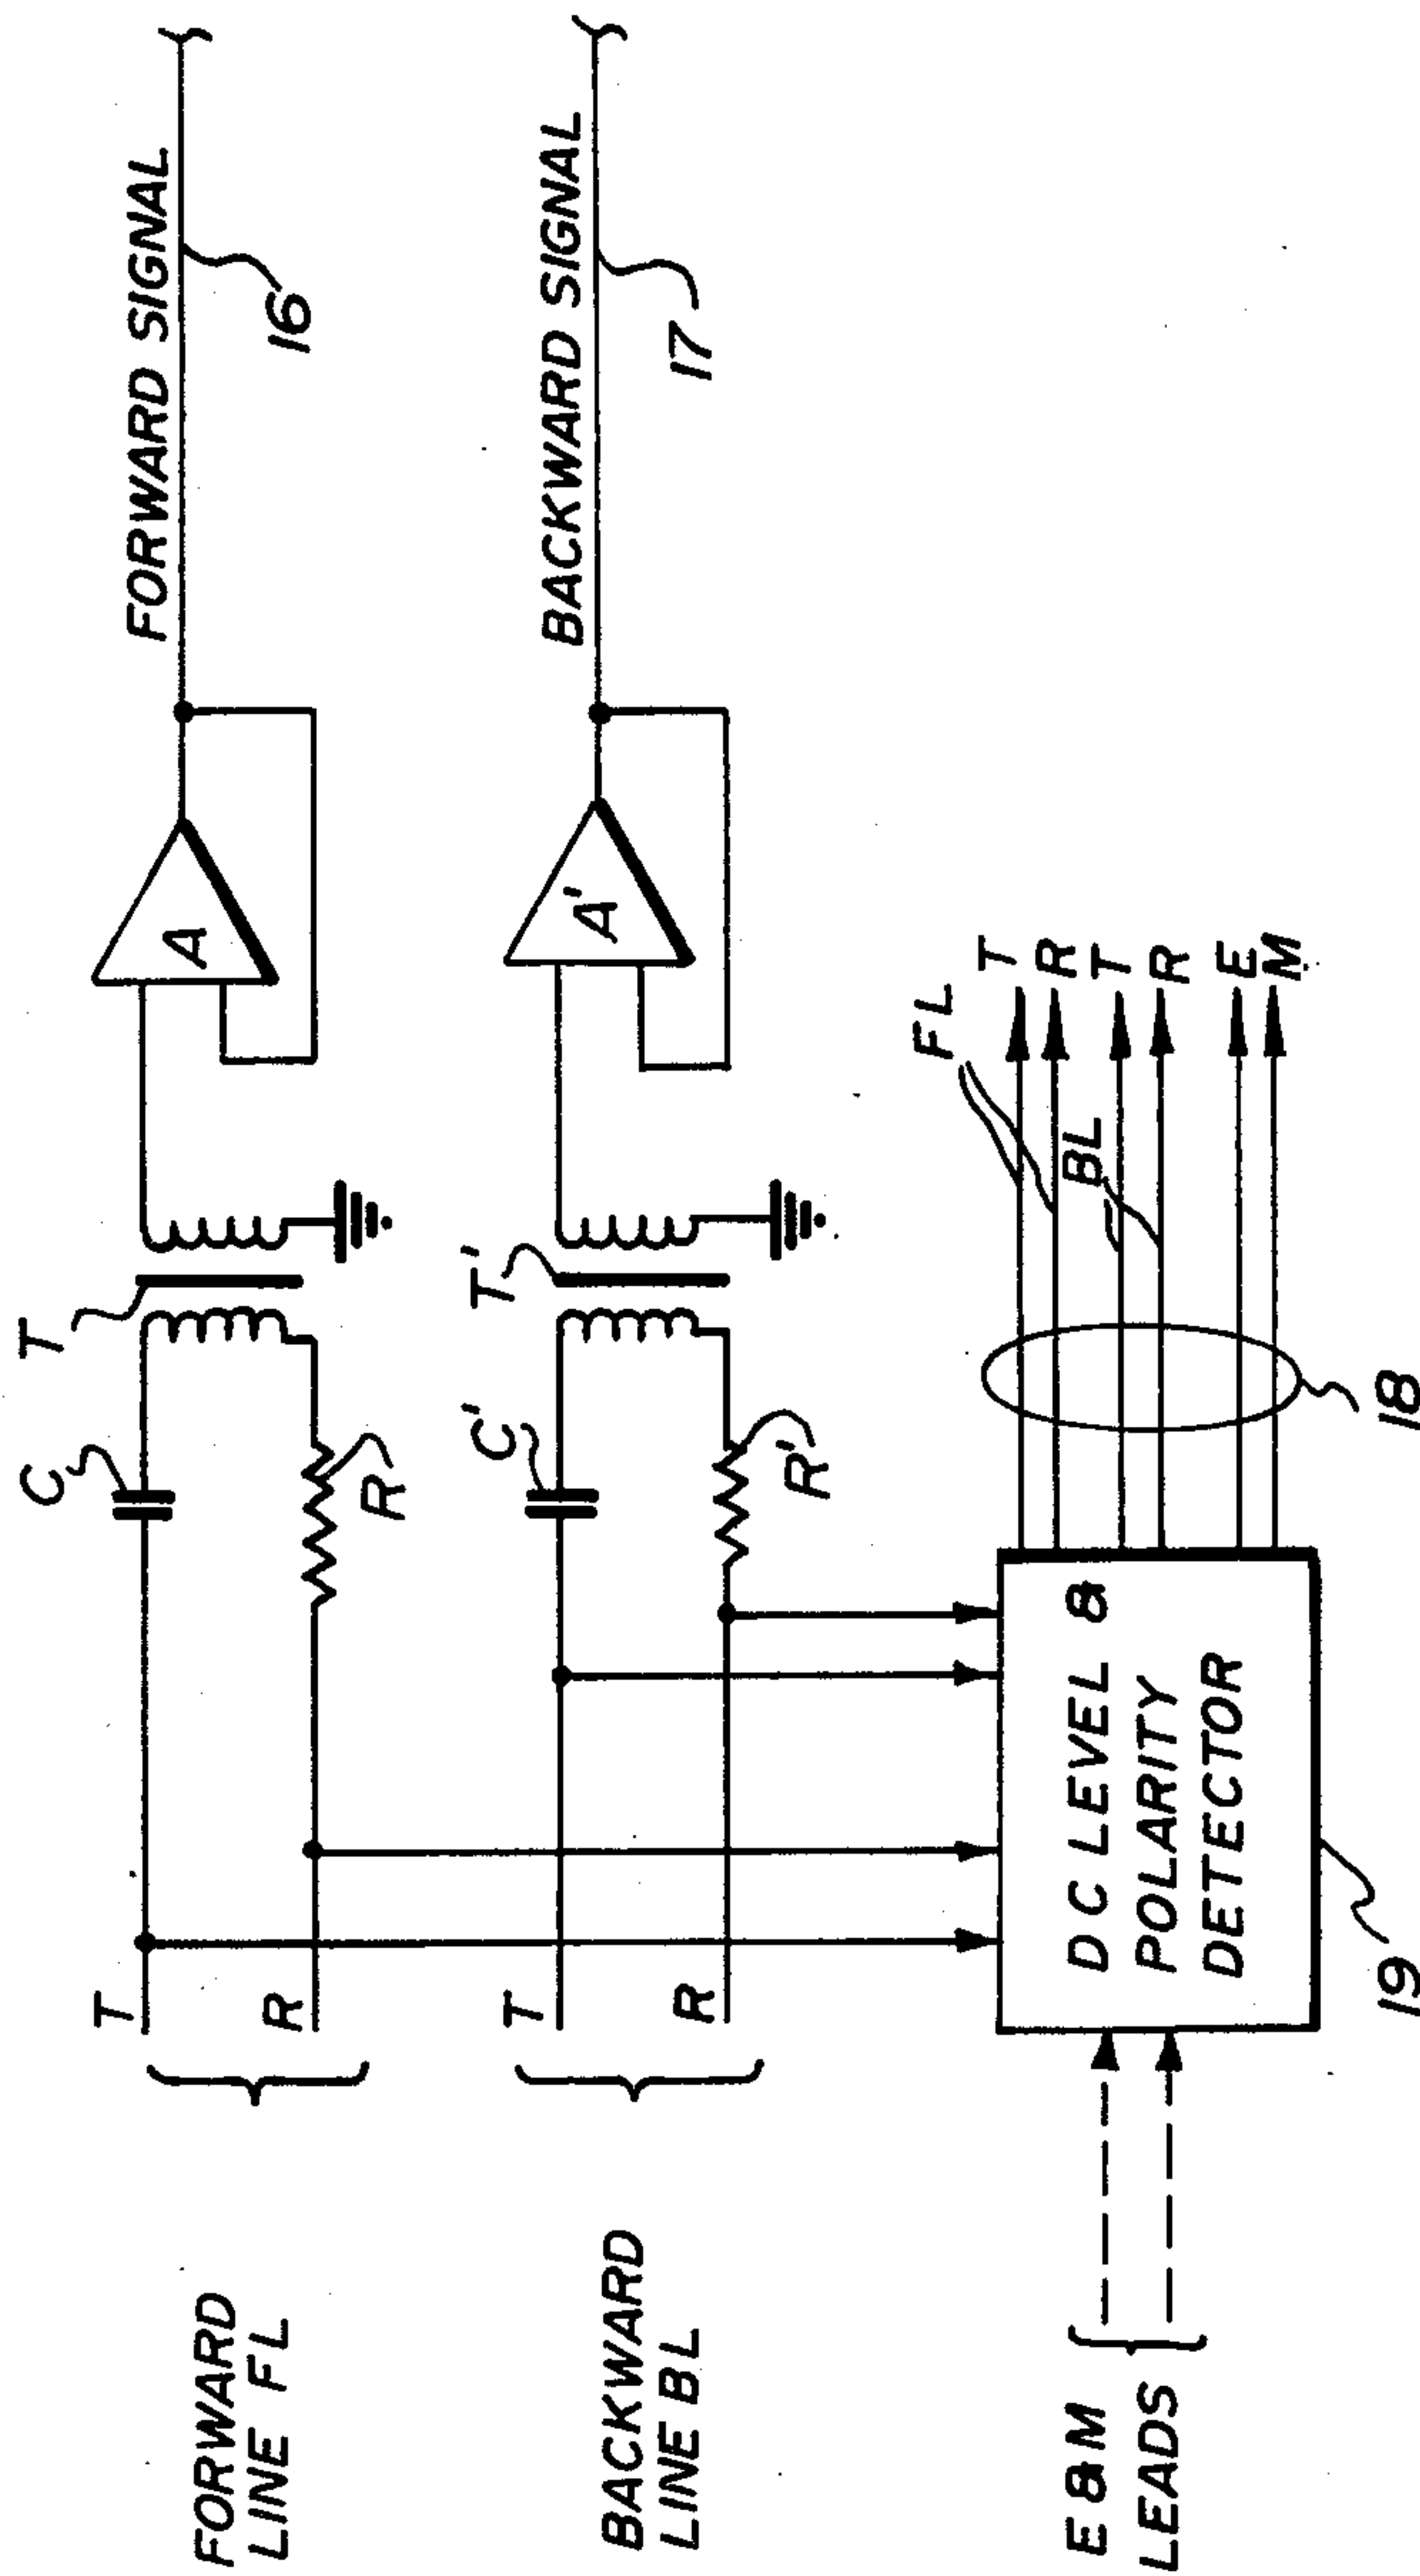 FORWARD
LINE FL
T
R
C
R
T
A
FORWARD SIGNAL
16
BACKWARD
LINE BL
T
R
C'
R'
T'
A'
BACKWARD SIGNAL
17
E & M
LEADS
DC LEVEL &
POLARITY
DETECTOR
19
18
FL
BL
T
R
T
R
E
M